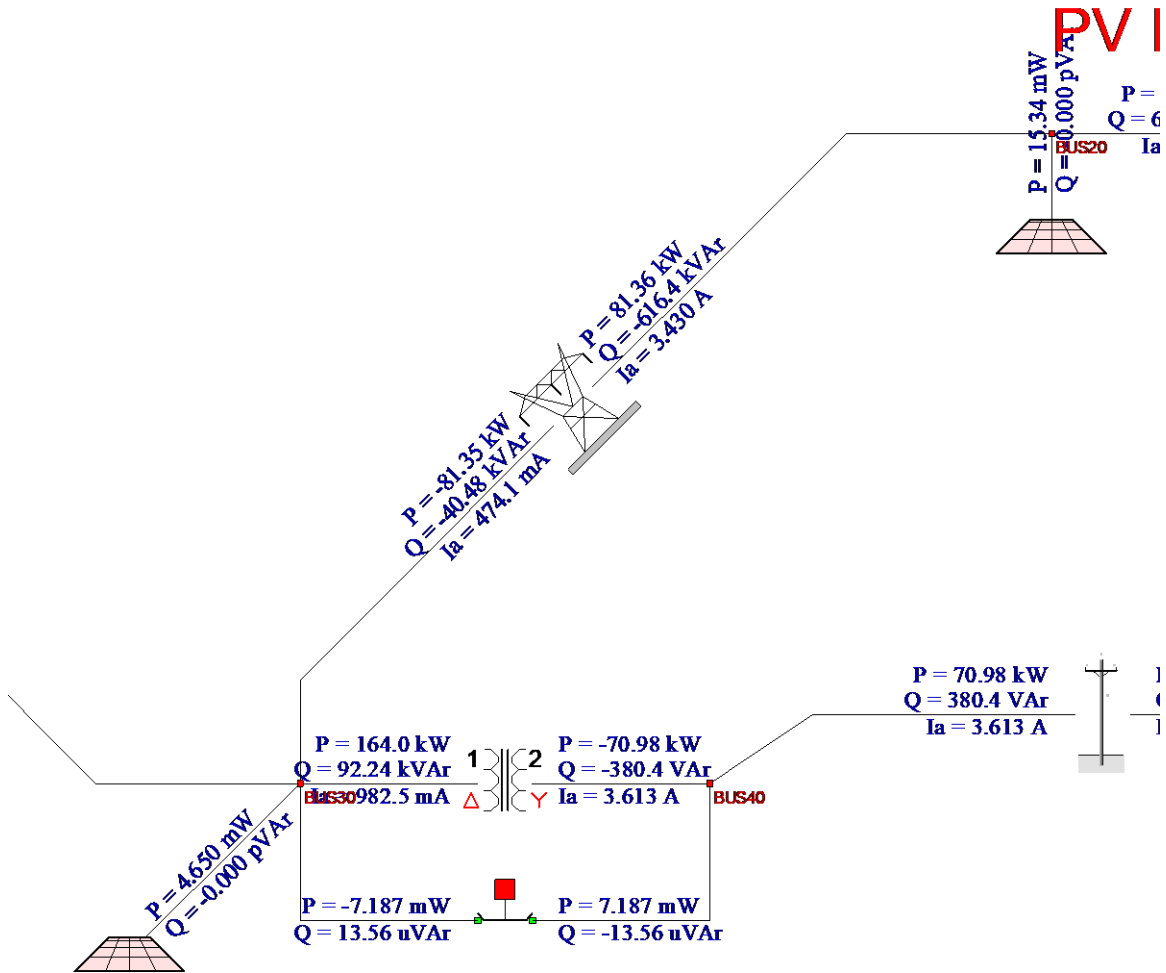 PV
P = 15.34 mW
P =
Q = 6
Ia
BUS20
P = 81.36 kW
Q = -616.4 kVAr
Ia = 3.430 A
P = -81.35 kW
Q = -40.48 kVAr
Ia = 474.1 mA
P = 70.98 kW
Q = 380.4 VAr
Ia = 3.613 A
P = 164.0 kW
Q = 92.24 kVAr
982.5 mA
BUS30
1
2
P = -70.98 kW
Q = -380.4 VAr
Ia = 3.613 A
BUS40
P = 4.650 mW
Q = -0.000 pVAr
P = -7.187 mW
Q = 13.56 uVAr
P = 7.187 mW
Q = -13.56 uVAr